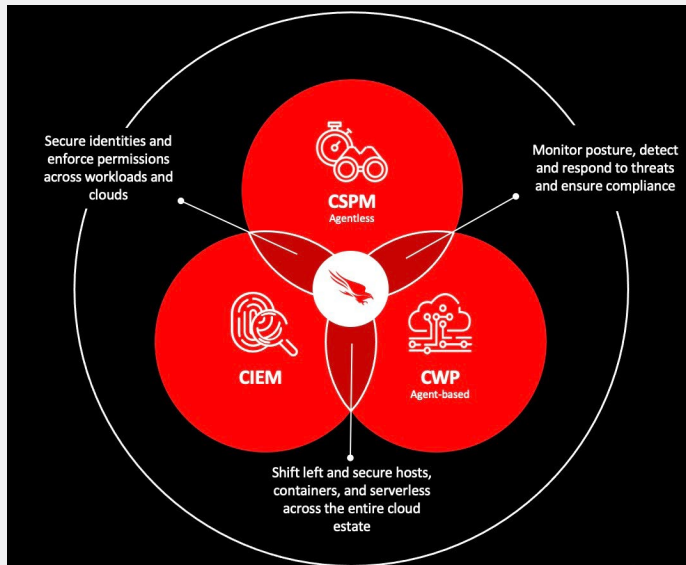 Secure identities and
enforce permissions
across workloads and
clouds
CSPM
Agentless
Monitor posture, detect
and respond to threats
and ensure compliance
CIEM
CWP
Agent-based
Shift left and secure hosts,
containers, and serverless
across the entire cloud
estate